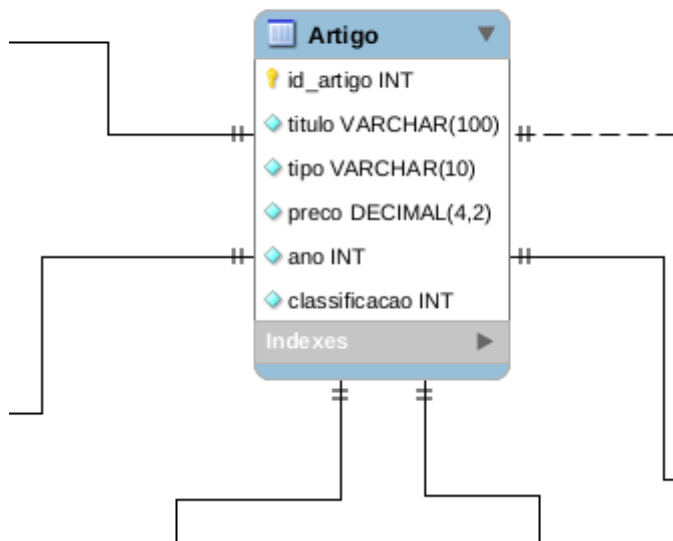 Artigo
id_artigo INT
titulo VARCHAR(100)
tipo VARCHAR(10)
preco DECIMAL(4,2)
ano INT
classificacao INT
Indexes